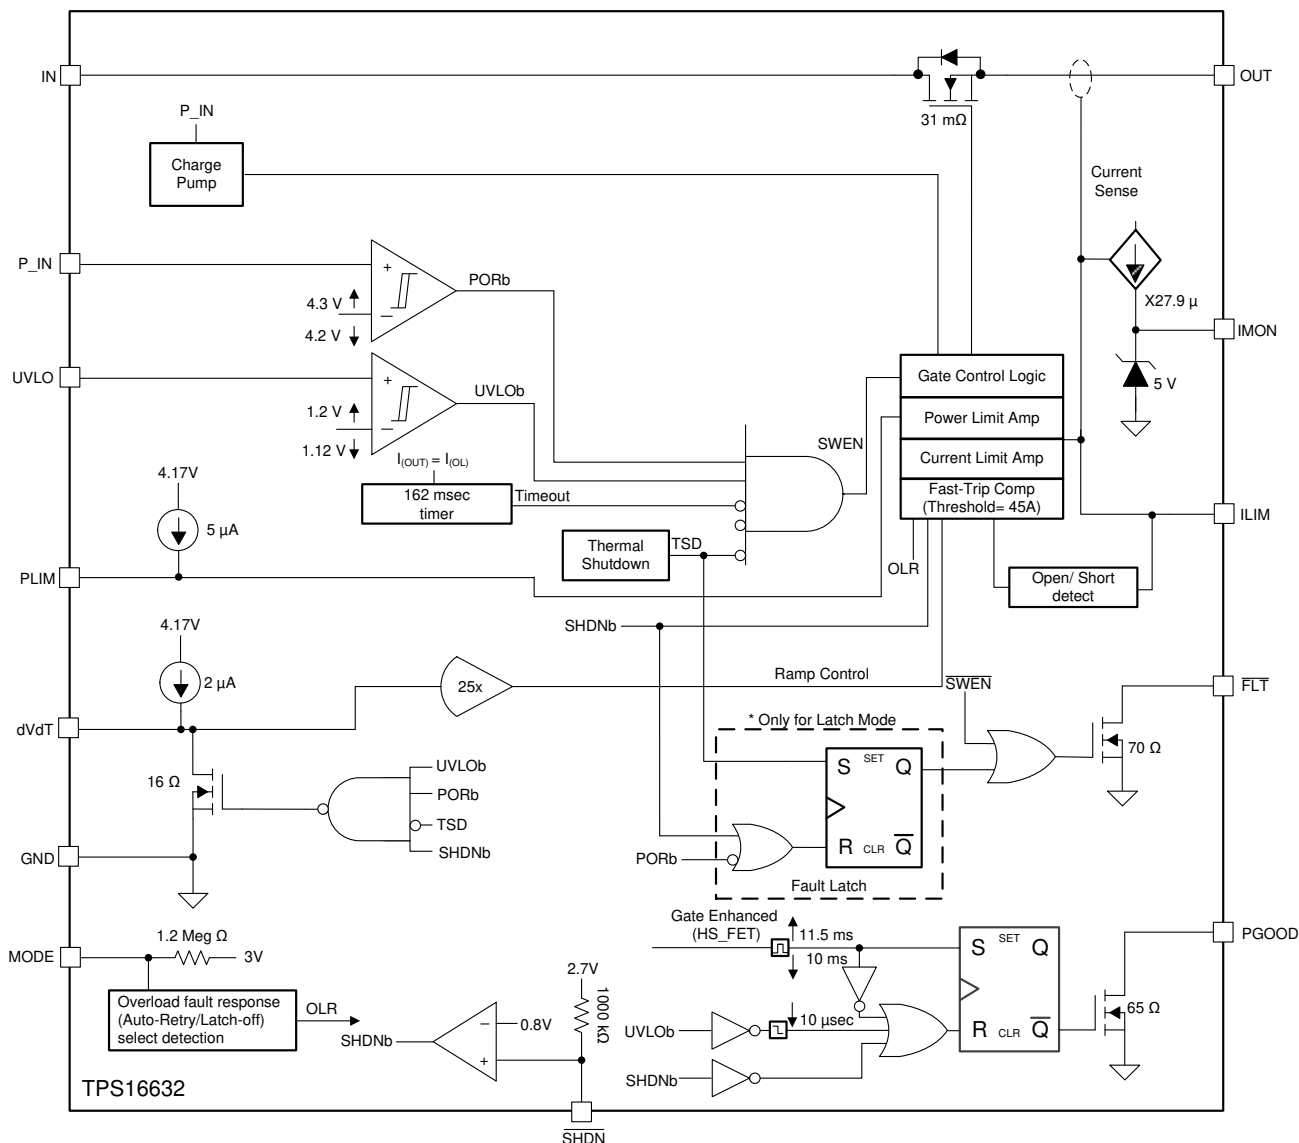 IN
OUT
P_IN
31 mΩ
Charge
Pump
Current
Sense
P_IN
PORb
4.3 V
4.2 V
X27.9 µ
IMON
UVLO
UVLOb
5 V
1.2 V
1.12 V
Gate Control Logic
Power Limit Amp
Current Limit Amp
Fast-Trip Comp
(Threshold= 45A)
SWEN
I(OUT) = I(OL)
162 msec
timer
Timeout
4.17V
5 µA
ILIM
Thermal
Shutdown
TSD
OLR
Open/ Short
detect
PLIM
SHDNb
4.17V
2 µA
25x
Ramp Control
SWEN
FLT
dVdT
* Only for Latch Mode
70 Ω
S
SET
Q
16 Ω
UVLOb
PORb
TSD
SHDNb
GND
PORb
R
CLR
Q
Fault Latch
Gate Enhanced
(HS_FET)
11.5 ms
10 ms
S
SET
Q
PGOOD
1.2 Meg Ω
MODE
3V
2.7V
1000 kΩ
Overload fault response
(Auto-Retry/Latch-off)
select detection
OLR
SHDNb
0.8V
10 µsec
UVLOb
R
CLR
Q
65 Ω
SHDNb
TPS16632
SHDN